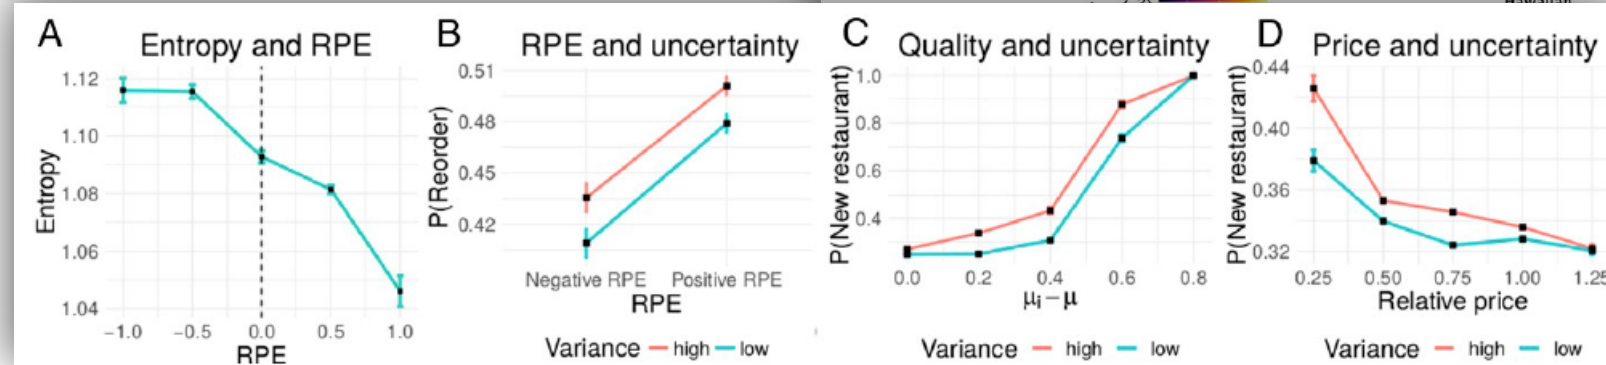 A
Entropy and RPE
Entropy
1.12
1.10
1.08
1.06
1.04
−1.0 −0.5 0.0 0.5 1.0
RPE
B
RPE and uncertainty
P(Reorder)
0.51
0.48
0.45
0.42
Negative RPE Positive RPE
RPE
Variance high low
C
Quality and uncertainty
P(New restaurant)
1.0
0.8
0.6
0.4
0.0 0.2 0.4 0.6 0.8
μi − μ
Variance high low
D
Price and uncertainty
P(New restaurant)
0.44
0.40
0.36
0.32
0.25 0.50 0.75 1.00 1.25
Relative price
Variance high low